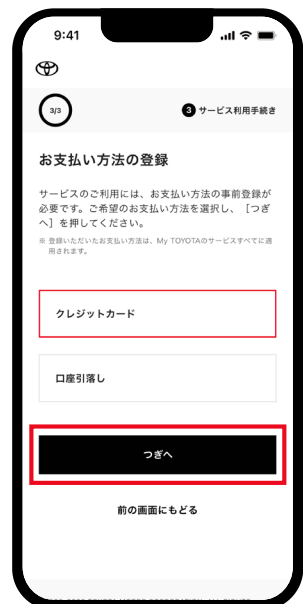 9:41
3/3
3 サービス利用手続き
お支払い方法の登録
サービスのご利用には、お支払い方法の事前登録が
必要です。ご希望のお支払い方法を選択し、［つぎ
へ］を押してください。
※ 登録いただいたお支払い方法は、My TOYOTAのサービスすべてに適
用されます。
クレジットカード
口座引落し
つぎへ
前の画面にもどる